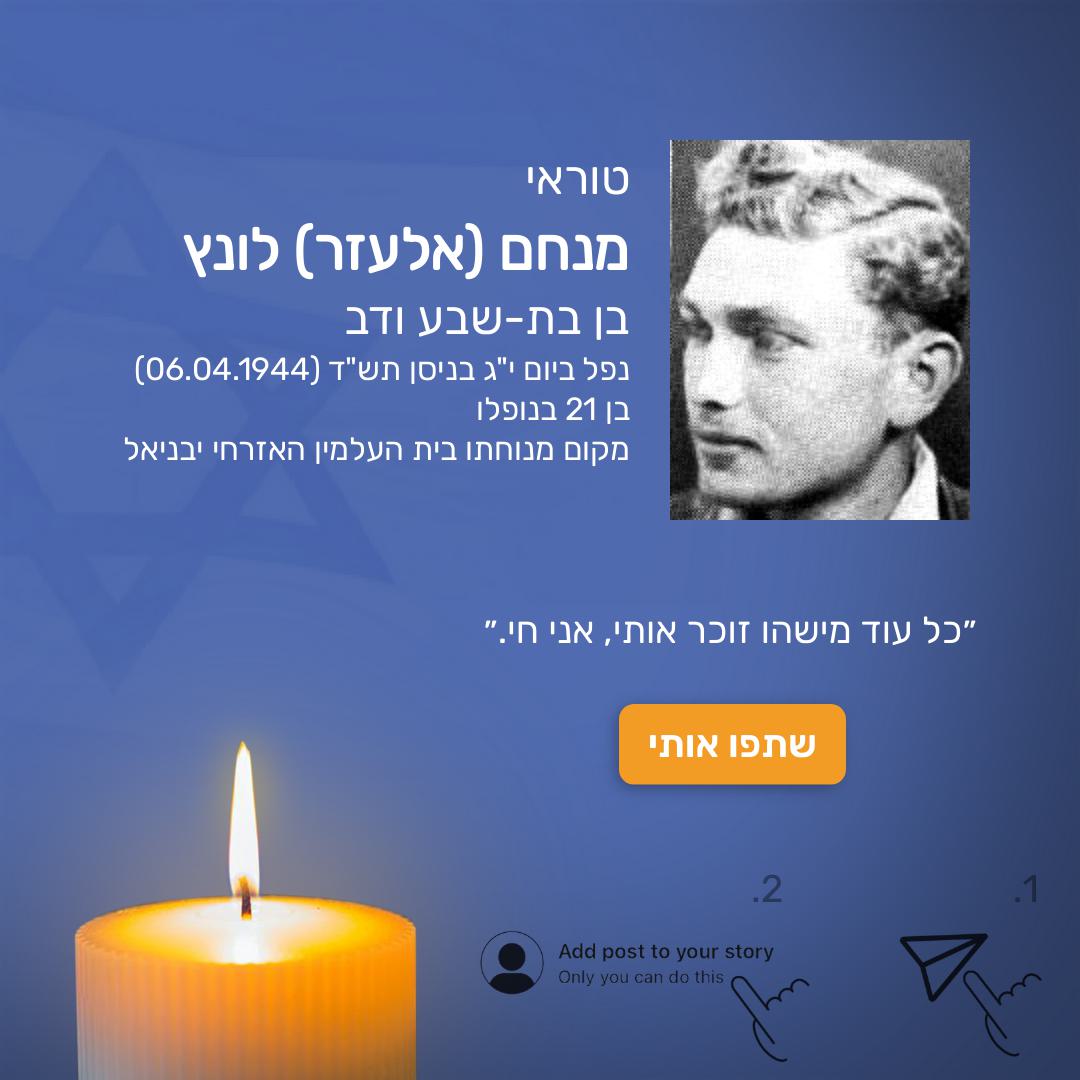 טוראי
מנחם (אלעזר) לונץ
בן בת-שבע ודב
נפל ביום י"ג בניסן תש"ד (06.04.1944)
בן 21 בנופלו
מקום מנוחתו בית העלמין האזרחי יבניאל
״כל עוד מישהו זוכר אותי, אני חי.״
שתפו אותי
1.
2.
Add post to your story
Only you can do this